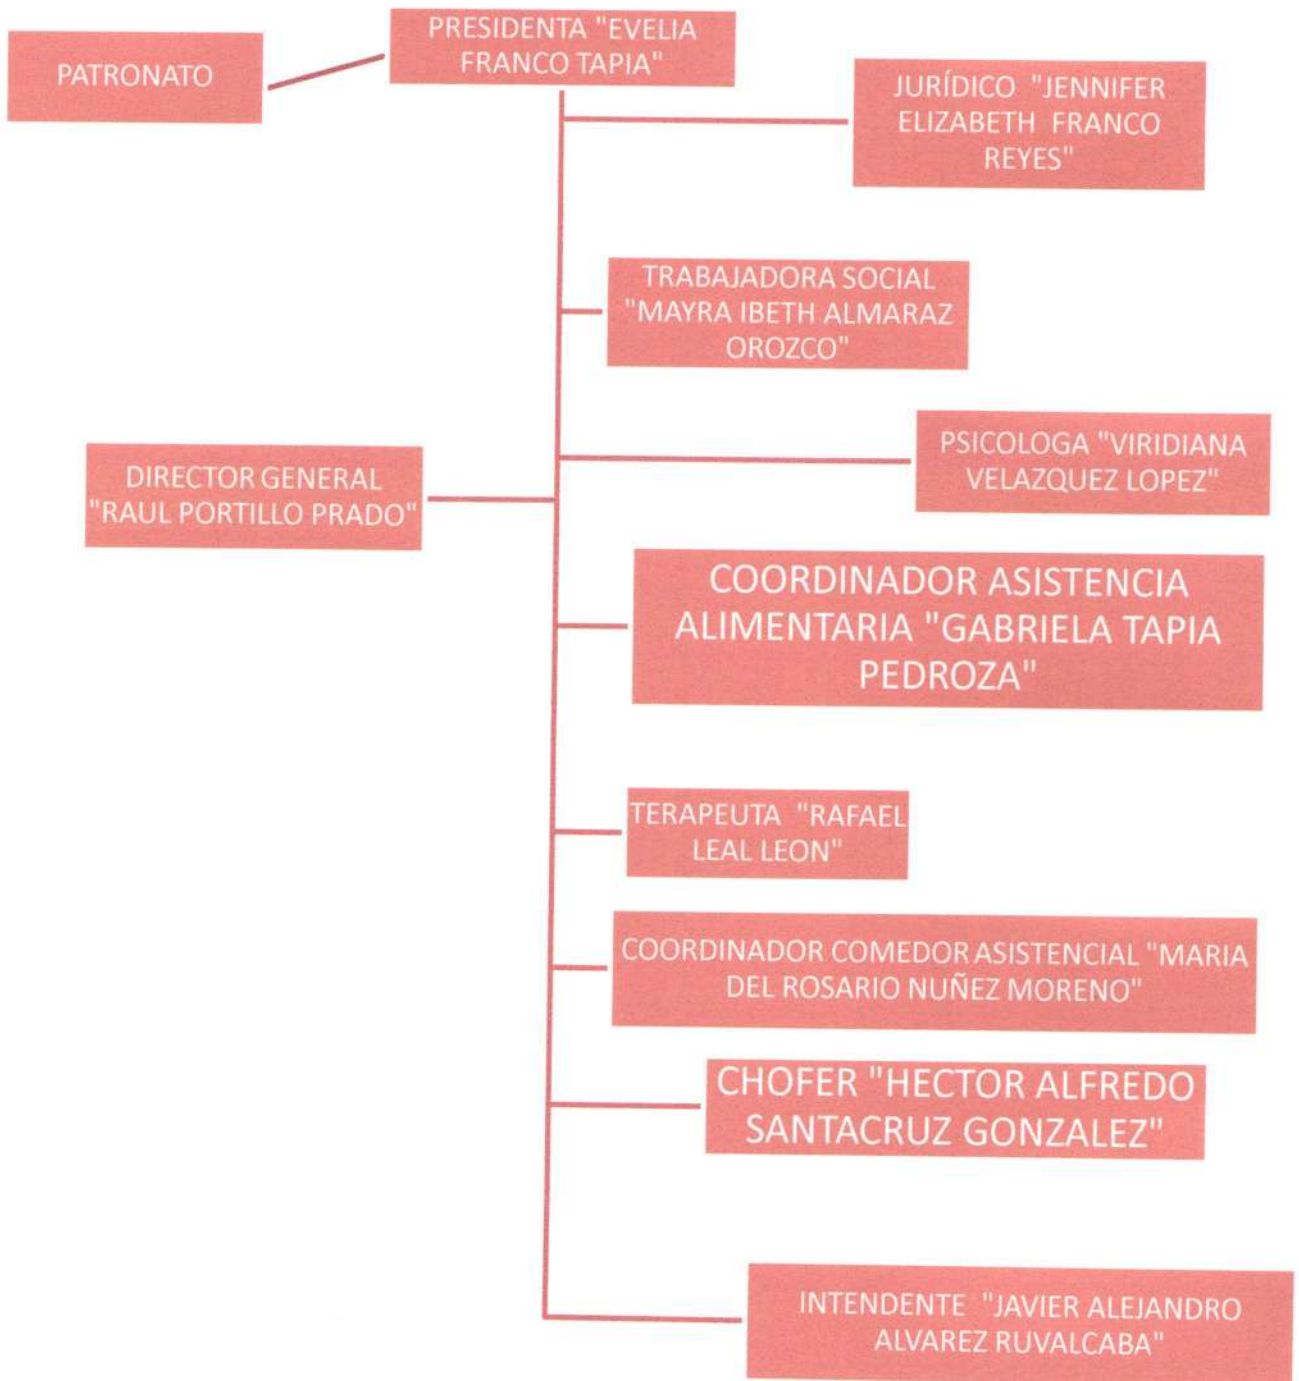 PATRONATO
PRESIDENTA "EVELIA
FRANCO TAPIA"
JURÍDICO "JENNIFER
ELIZABETH FRANCO
REYES"
TRABAJADORA SOCIAL
"MAYRA IBETH ALMARAZ
OROZCO"
PSICOLOGA "VIRIDIANA
VELAZQUEZ LOPEZ"
DIRECTOR GENERAL
"RAUL PORTILLO PRADO"
COORDINADOR ASISTENCIA
ALIMENTARIA "GABRIELA TAPIA
PEDROZA"
TERAPEUTA "RAFAEL
LEAL LEON"
COORDINADOR COMEDOR ASISTENCIAL "MARIA
DEL ROSARIO NUÑEZ MORENO"
CHOFER "HECTOR ALFREDO
SANTACRUZ GONZALEZ"
INTENDENTE "JAVIER ALEJANDRO
ALVAREZ RUVALCABA"